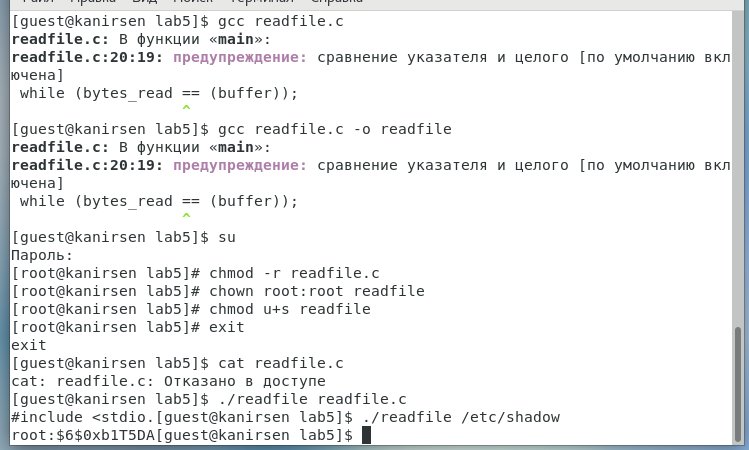 [guest@kanirsen lab5]$ gcc readfile.c
readfile.c: В функции «main»:
readfile.c:20:19: предупреждение: сравнение указателя и целого [по умолчанию вкл
ючена]
 while (bytes_read == (buffer));
                   ^
[guest@kanirsen lab5]$ gcc readfile.c -o readfile
readfile.c: В функции «main»:
readfile.c:20:19: предупреждение: сравнение указателя и целого [по умолчанию вкл
ючена]
 while (bytes_read == (buffer));
                   ^
[guest@kanirsen lab5]$ su
Пароль:
[root@kanirsen lab5]# chmod -r readfile.c
[root@kanirsen lab5]# chown root:root readfile
[root@kanirsen lab5]# chmod u+s readfile
[root@kanirsen lab5]# exit
exit
[guest@kanirsen lab5]$ cat readfile.c
cat: readfile.c: Отказано в доступе
[guest@kanirsen lab5]$ ./readfile readfile.c
#include <stdio.[guest@kanirsen lab5]$ ./readfile /etc/shadow
root:$6$0xb1T5DA[guest@kanirsen lab5]$